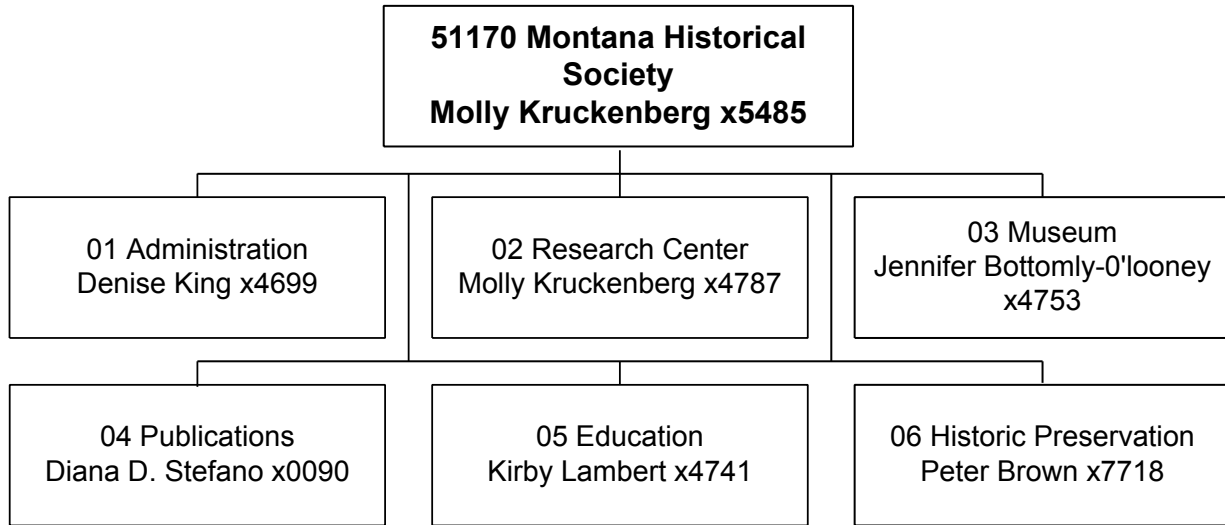 51170 Montana Historical
Society
Molly Kruckenberg x5485
01 Administration
Denise King x4699
02 Research Center
Molly Kruckenberg x4787
03 Museum
Jennifer Bottomly-0'looney
x4753
04 Publications
Diana D. Stefano x0090
05 Education
Kirby Lambert x4741
06 Historic Preservation
Peter Brown x7718